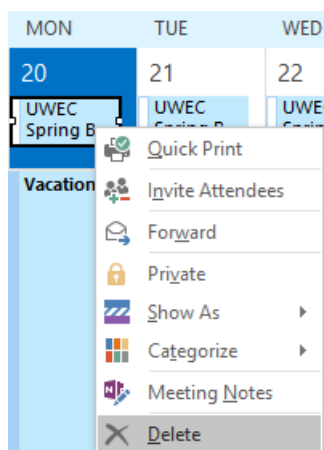 MON TUE WED
20 21 22
UWEC UWEC UWE
Spring B
Vacation
Quick Print
Invite Attendees
Forward
Private
Show As
Categorize
Meeting Notes
Delete